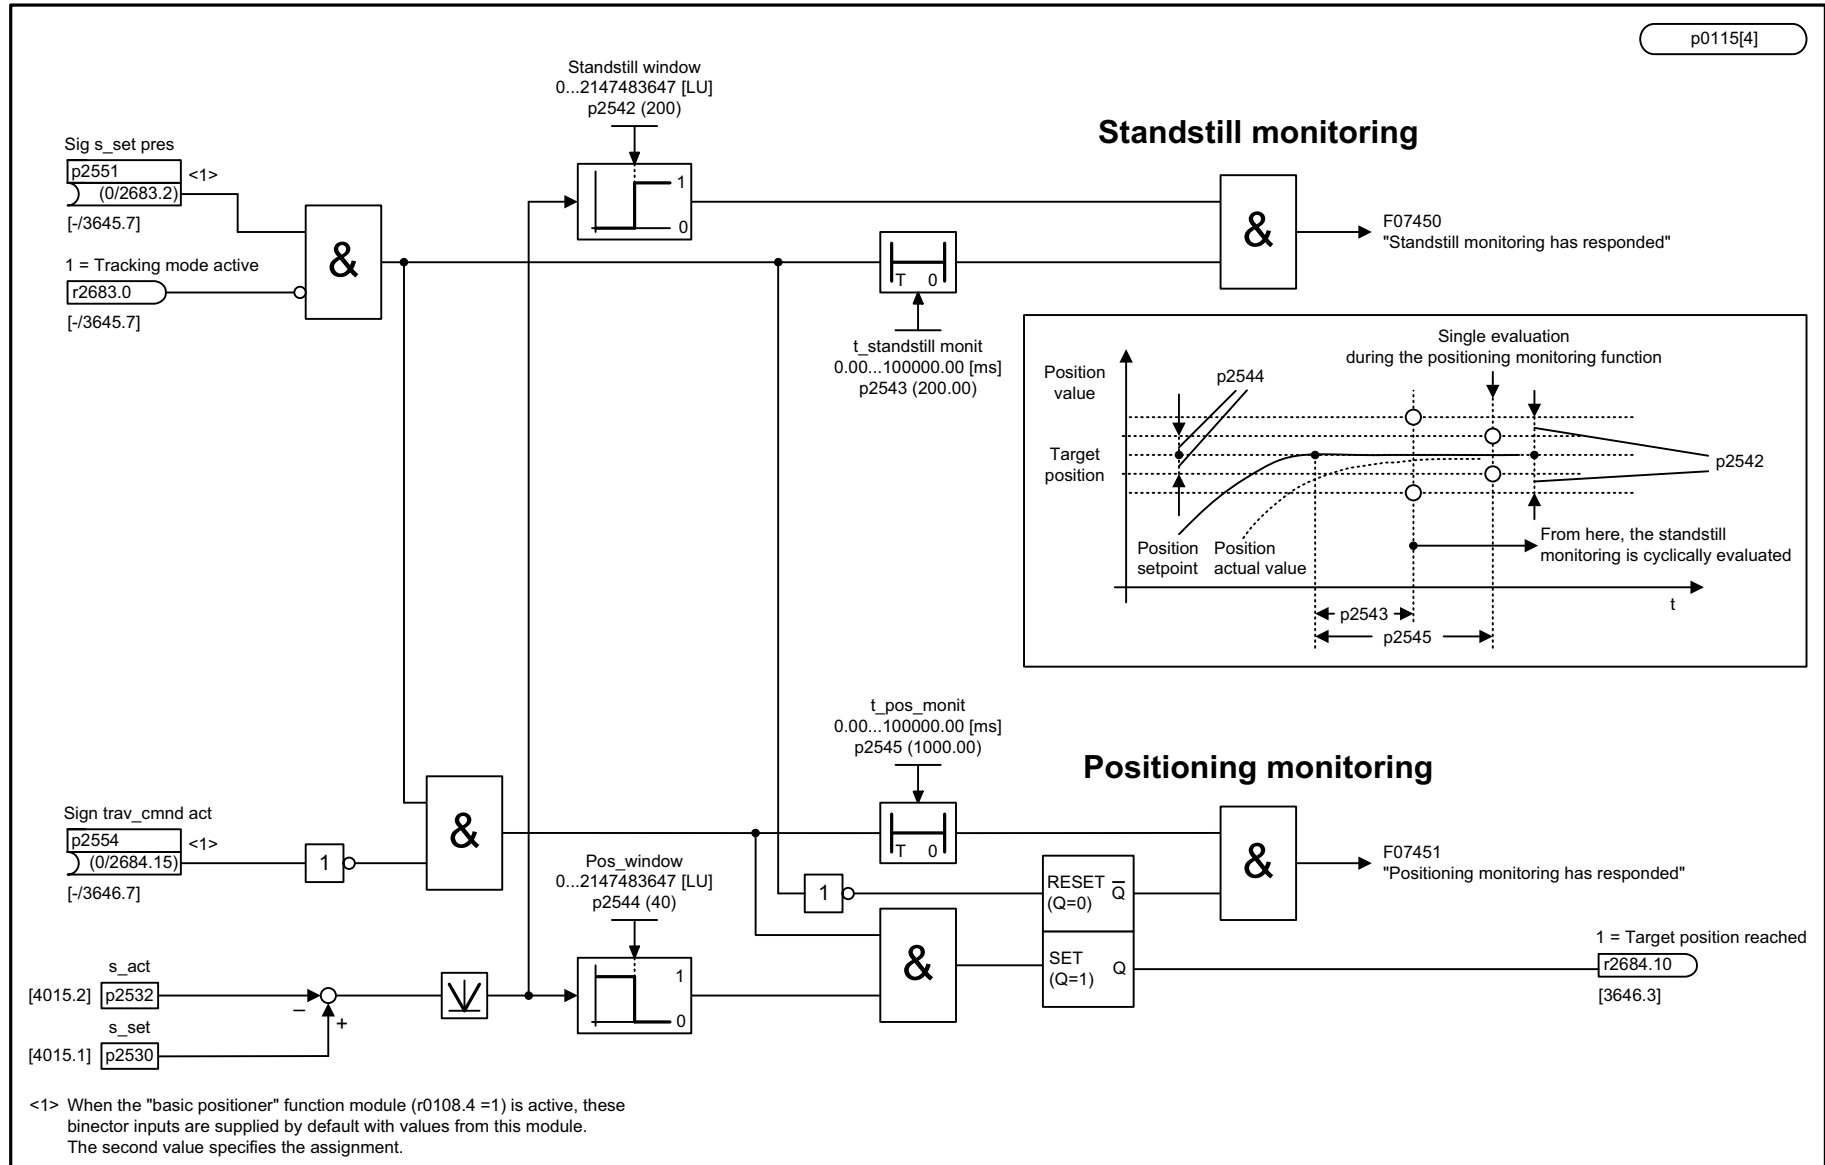 p0115[4]
Standstill window
0...2147483647 [LU]
p2542 (200)
Standstill monitoring
Sig s_set pres
p2551
<1>
(0/2683.2)
[-/3645.7]
1
0
&
&
F07450
"Standstill monitoring has responded"
1 = Tracking mode active
r2683.0
[-/3645.7]
T 0
t_standstill monit
0.00...100000.00 [ms]
p2543 (200.00)
Single evaluation
during the positioning monitoring function
Position
value
p2544
Target
position
p2542
Position
setpoint
Position
actual value
From here, the standstill
monitoring is cyclically evaluated
t
p2543
p2545
t_pos_monit
0.00...100000.00 [ms]
p2545 (1000.00)
Positioning monitoring
Sign trav_cmnd act
p2554
<1>
(0/2684.15)
[-/3646.7]
1
&
T 0
&
F07451
"Positioning monitoring has responded"
Pos_window
0...2147483647 [LU]
p2544 (40)
1
RESET Q
(Q=0)
SET
(Q=1)
Q
&
1 = Target position reached
r2684.10
[3646.3]
1
0
s_act
[4015.2] p2532
–
+
s_set
[4015.1] p2530
<1> When the "basic positioner" function module (r0108.4 =1) is active, these
binector inputs are supplied by default with values from this module.
The second value specifies the assignment.